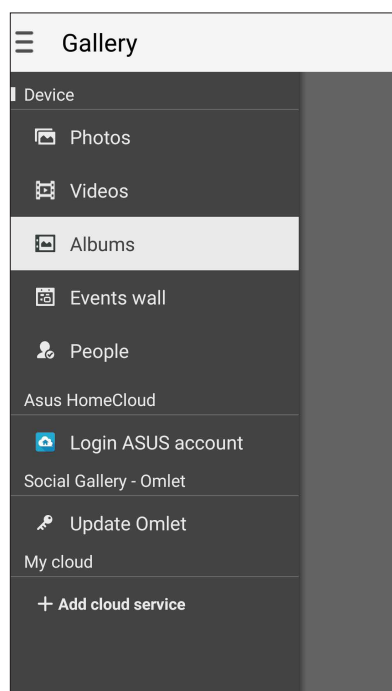 Gallery
Device
Photos
Videos
Albums
Events wall
People
Asus HomeCloud
Login ASUS account
Social Gallery - Omlet
Update Omlet
My cloud
+ Add cloud service